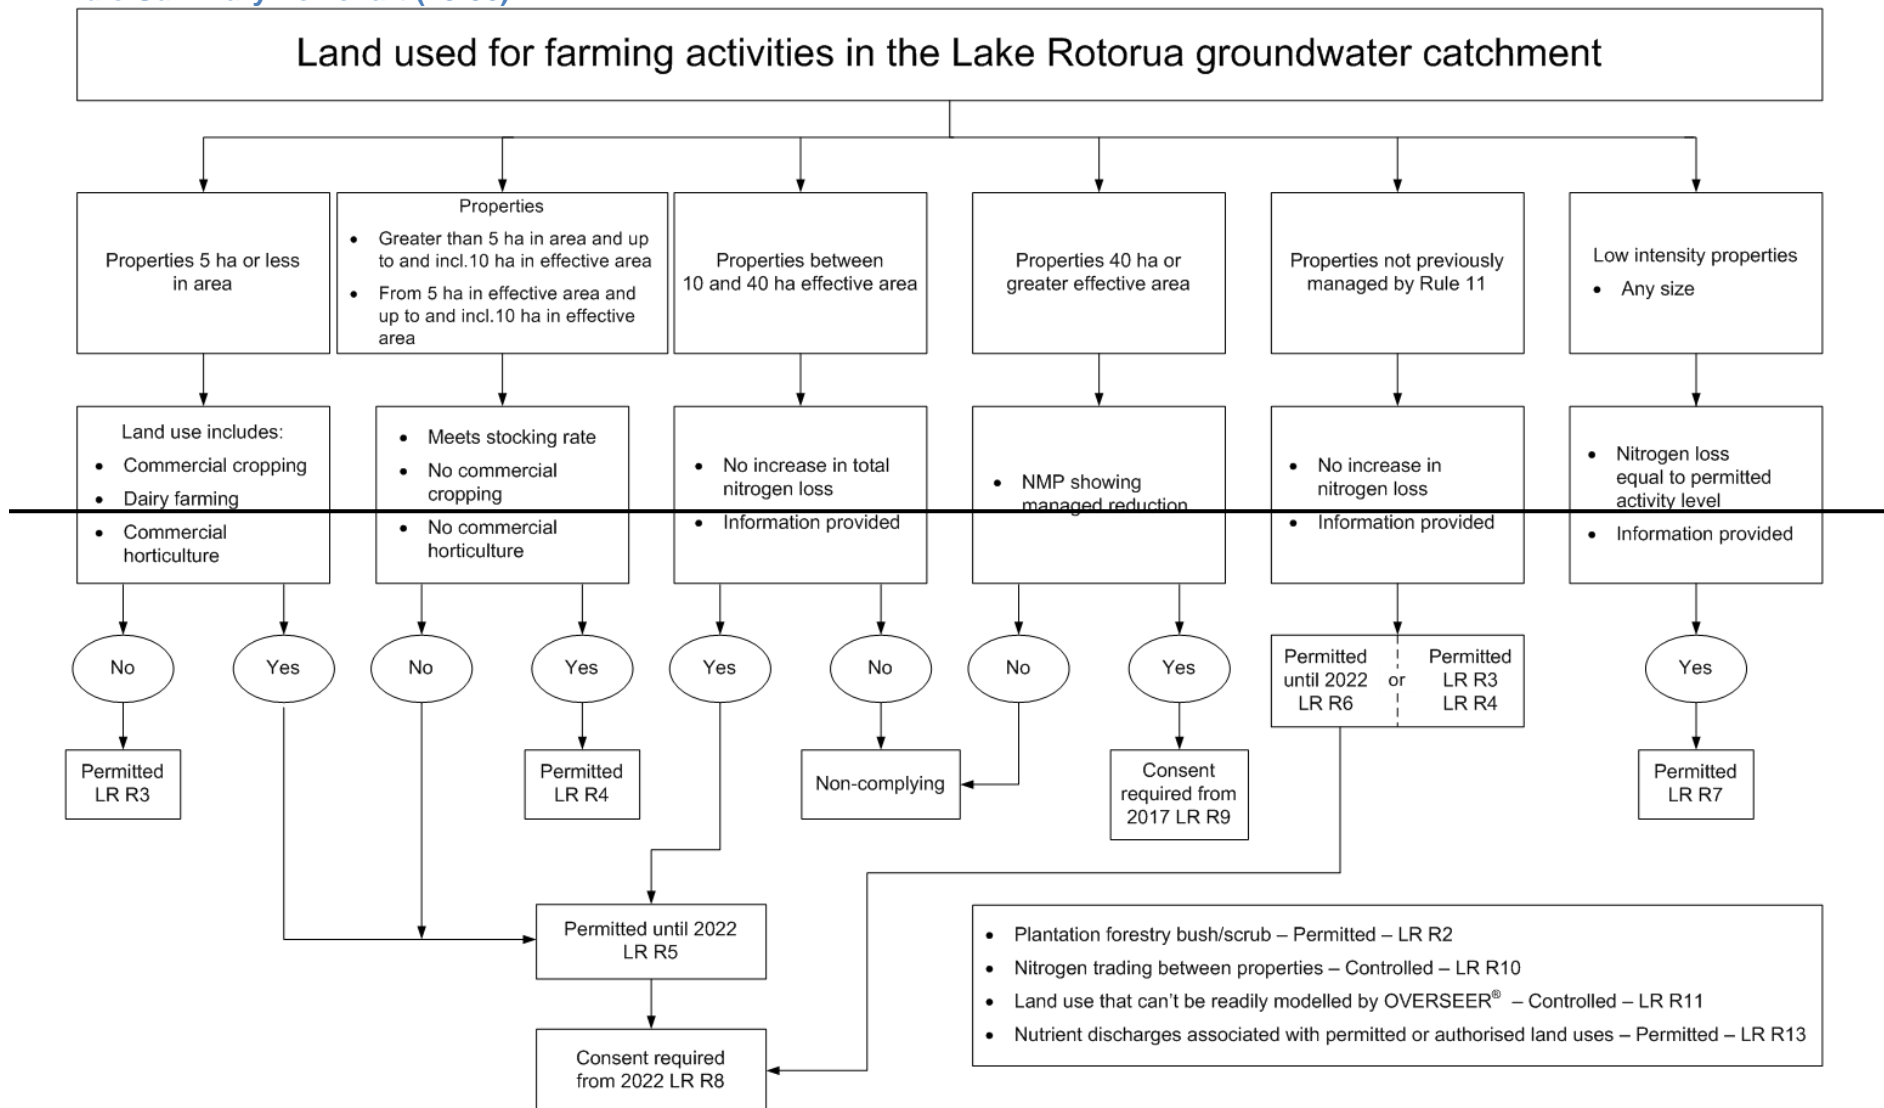 Land used for farming activities in the Lake Rotorua groundwater catchment
Properties 5 ha or less
in area
Properties
• Greater than 5 ha in area and up
to and incl.10 ha in effective area
• From 5 ha in effective area and
up to and incl.10 ha in effective
area
Properties between
10 and 40 ha effective area
Properties 40 ha or
greater effective area
Properties not previously
managed by Rule 11
Low intensity properties
• Any size
Land use includes:
• Commercial cropping
• Dairy farming
• Commercial
horticulture
• Meets stocking rate
• No commercial
cropping
• No commercial
horticulture
• No increase in total
nitrogen loss
• Information provided
• NMP showing
managed reduction
• No increase in
nitrogen loss
• Information provided
• Nitrogen loss
equal to permitted
activity level
• Information provided
No
Yes
No
Yes
Yes
No
No
Yes
Permitted
until 2022
LR R6
or
Permitted
LR R3
LR R4
Yes
Permitted
LR R3
Permitted
LR R4
Non-complying
Consent
required from
2017 LR R9
Permitted
LR R7
Permitted until 2022
LR R5
Consent required
from 2022 LR R8
• Plantation forestry bush/scrub – Permitted – LR R2
• Nitrogen trading between properties – Controlled – LR R10
• Land use that can't be readily modelled by OVERSEER® – Controlled – LR R11
• Nutrient discharges associated with permitted or authorised land uses – Permitted – LR R13